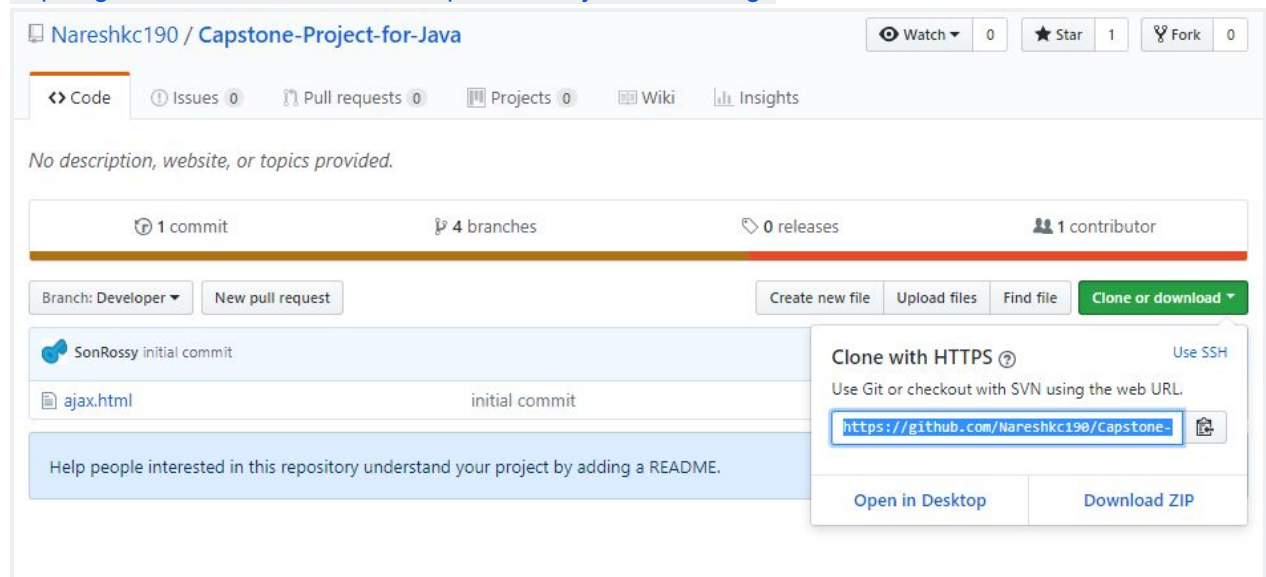 Nareshkc190 / Capstone-Project-for-Java
Watch 0 Star 1 Fork 0
Code Issues 0 Pull requests 0 Projects 0 Wiki Insights
No description, website, or topics provided.
1 commit 4 branches 0 releases 1 contributor
Branch: Developer New pull request Create new file Upload files Find file Clone or download
SonRossy initial commit
ajax.html initial commit
Help people interested in this repository understand your project by adding a README.
Clone with HTTPS ? Use SSH
Use Git or checkout with SVN using the web URL.
https://github.com/Nareshkc190/Capstone-
Open in Desktop Download ZIP